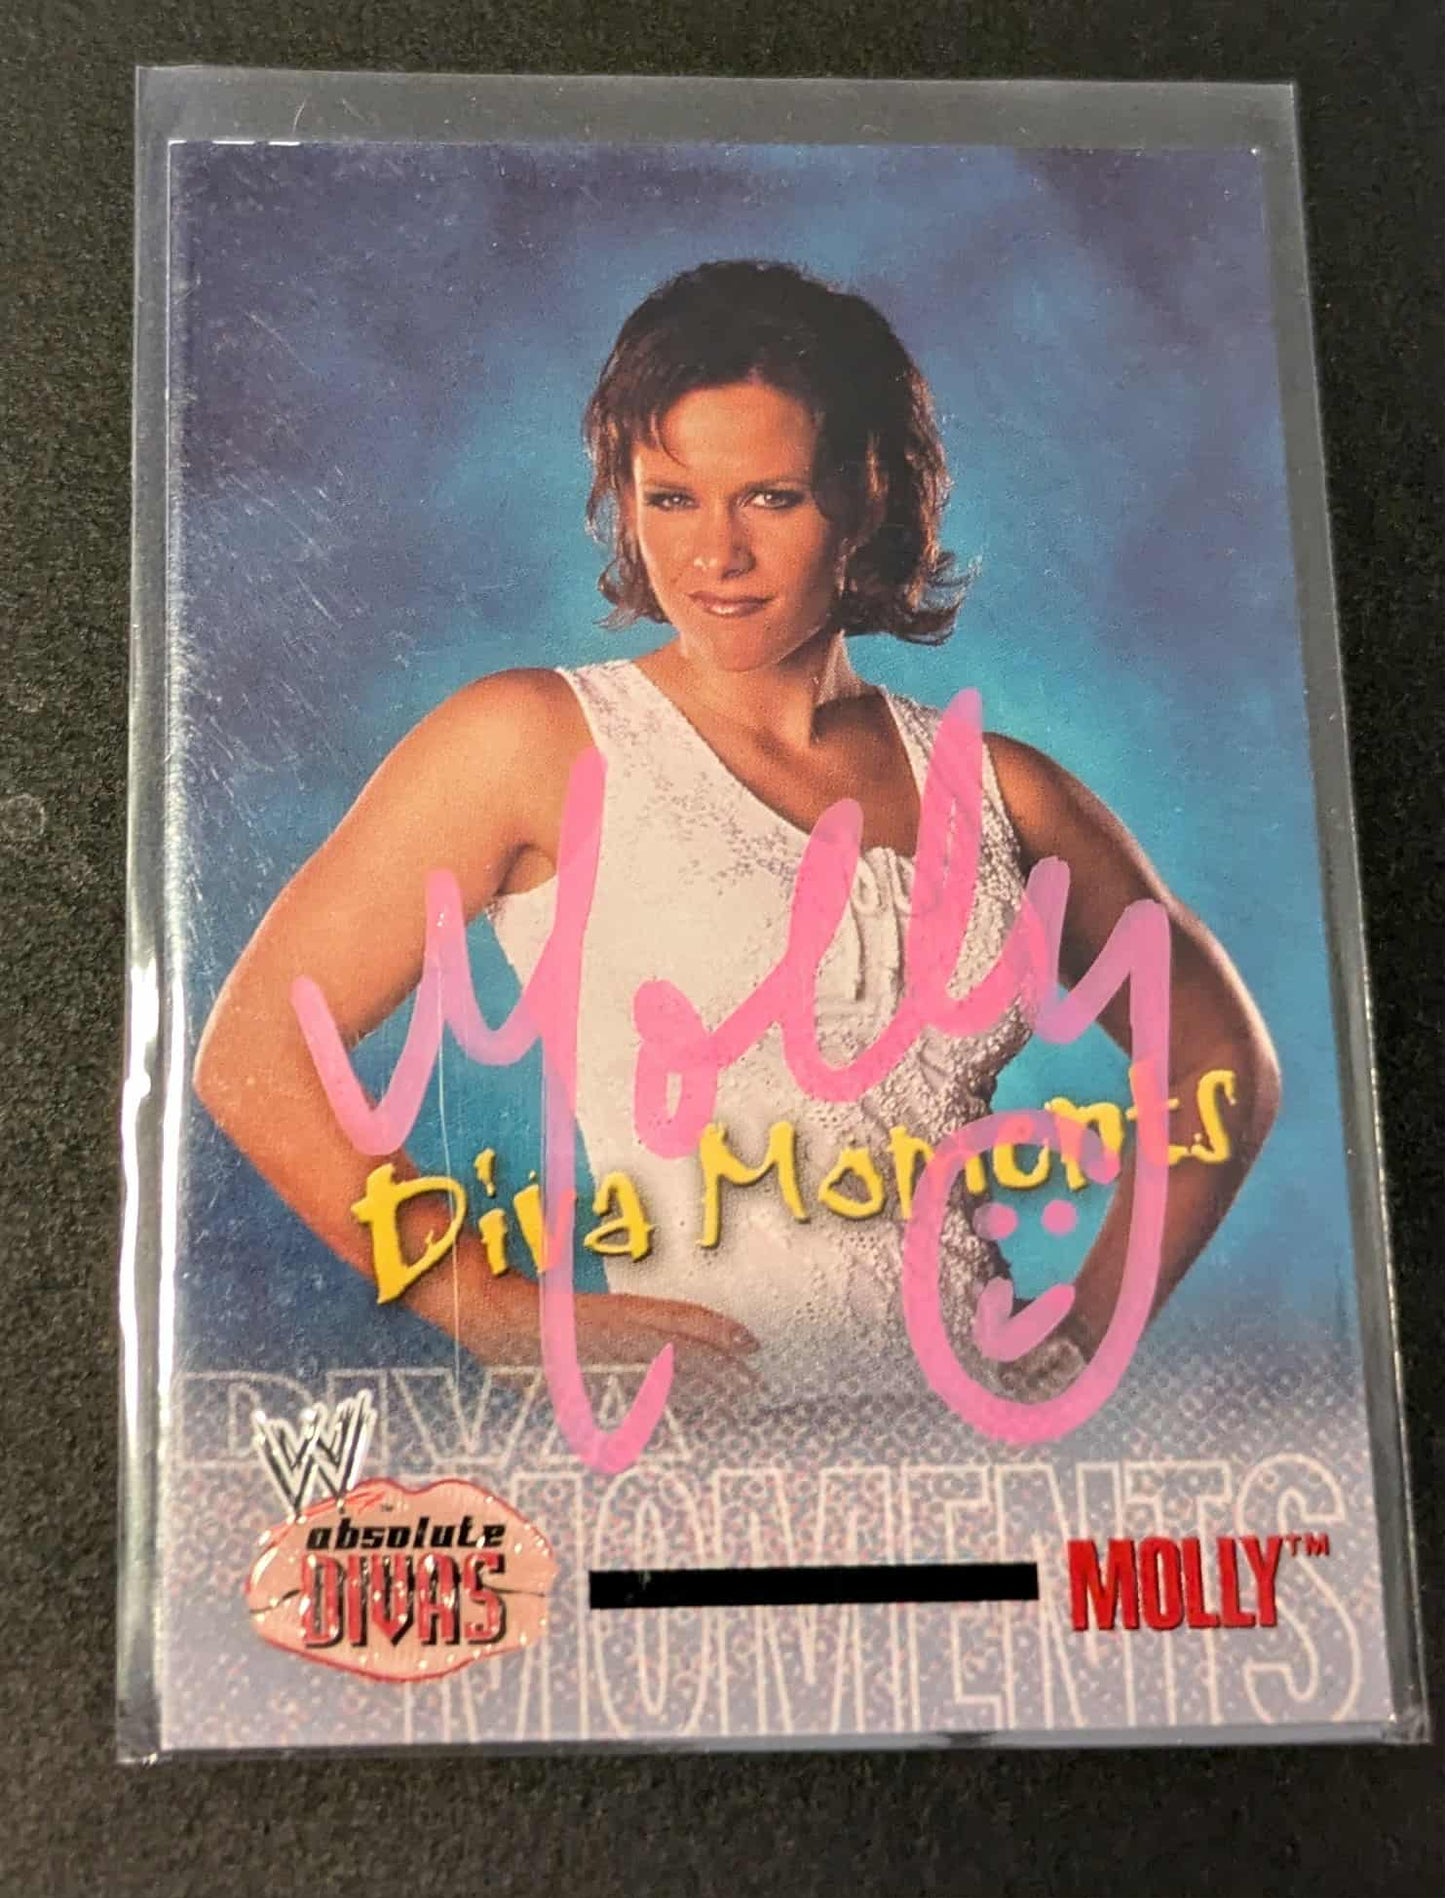 Molly
Diva Moments
DIVA
MOMENTS
W
absolute
DIVAS
MOLLY™